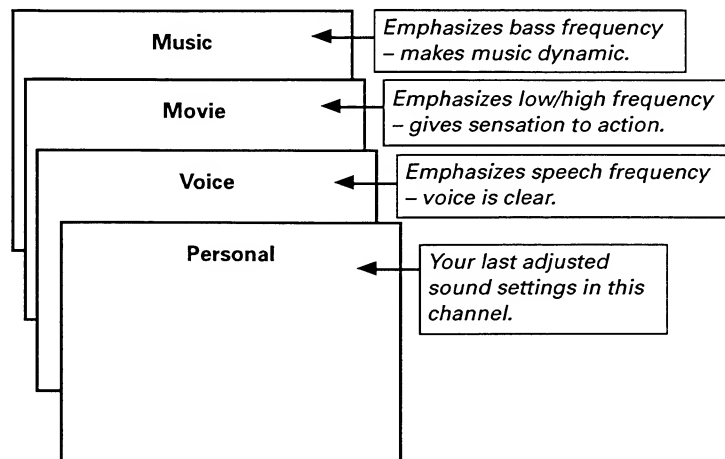 Music
Emphasizes bass frequency
– makes music dynamic.
Movie
Emphasizes low/high frequency
– gives sensation to action.
Voice
Emphasizes speech frequency
– voice is clear.
Personal
Your last adjusted
sound settings in this
channel.